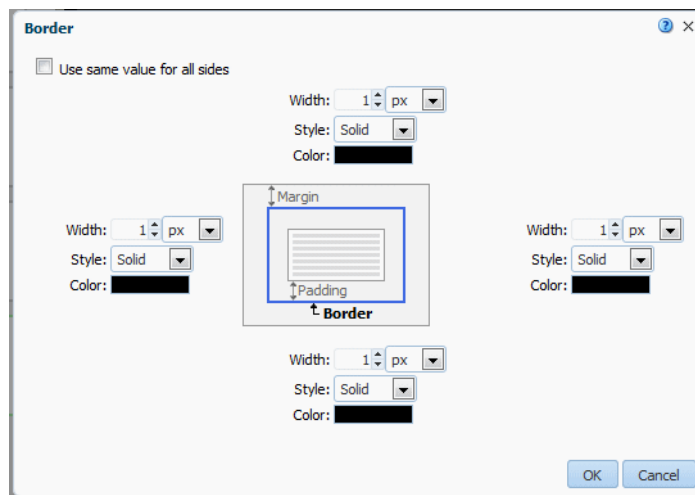 Border
Use same value for all sides
Width: 1 px
Style: Solid
Color:
Margin
Width: 1 px
Style: Solid
Color:
Padding
Border
Width: 1 px
Style: Solid
Color:
Width: 1 px
Style: Solid
Color:
OK Cancel